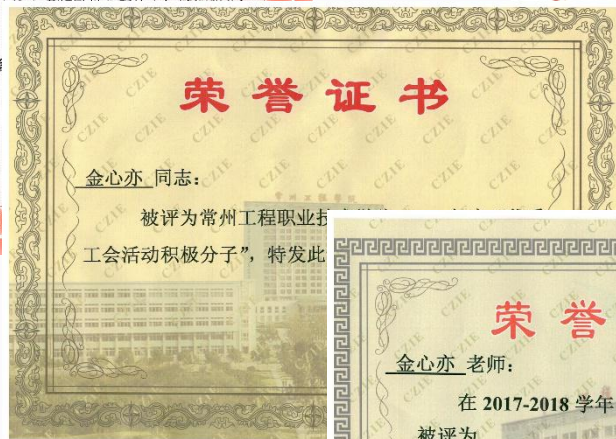 荣誉证书
金心亦 同志：
被评为常州工程职业技
工会活动积极分子”，特发此
荣誉
金心亦 老师：
在 2017-2018 学年
被评为
CZIE